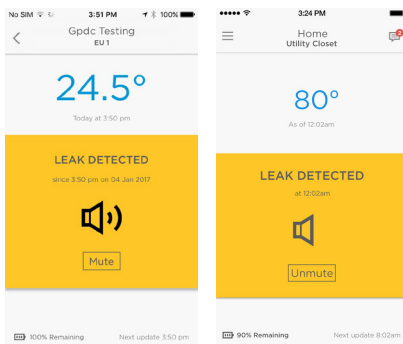 No SIM 3:51 PM 100%
Gpdc Testing
EU 1
24.5°
Today at 3:50 pm
LEAK DETECTED
since 3:50 pm on 04 Jan 2017
Mute
100% Remaining Next update 3:50 pm
3:24 PM
Home
Utility Closet
80°
As of 12:02am
LEAK DETECTED
at 12:02am
Unmute
90% Remaining Next update 8:02am